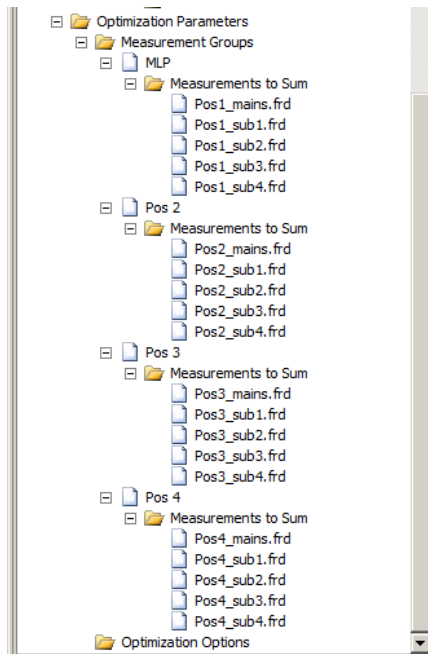 Optimization Parameters
Measurement Groups
MLP
Measurements to Sum
Pos1_mains.frd
Pos1_sub1.frd
Pos1_sub2.frd
Pos1_sub3.frd
Pos1_sub4.frd
Pos 2
Measurements to Sum
Pos2_mains.frd
Pos2_sub1.frd
Pos2_sub2.frd
Pos2_sub3.frd
Pos2_sub4.frd
Pos 3
Measurements to Sum
Pos3_mains.frd
Pos3_sub1.frd
Pos3_sub2.frd
Pos3_sub3.frd
Pos3_sub4.frd
Pos 4
Measurements to Sum
Pos4_mains.frd
Pos4_sub1.frd
Pos4_sub2.frd
Pos4_sub3.frd
Pos4_sub4.frd
Optimization Options